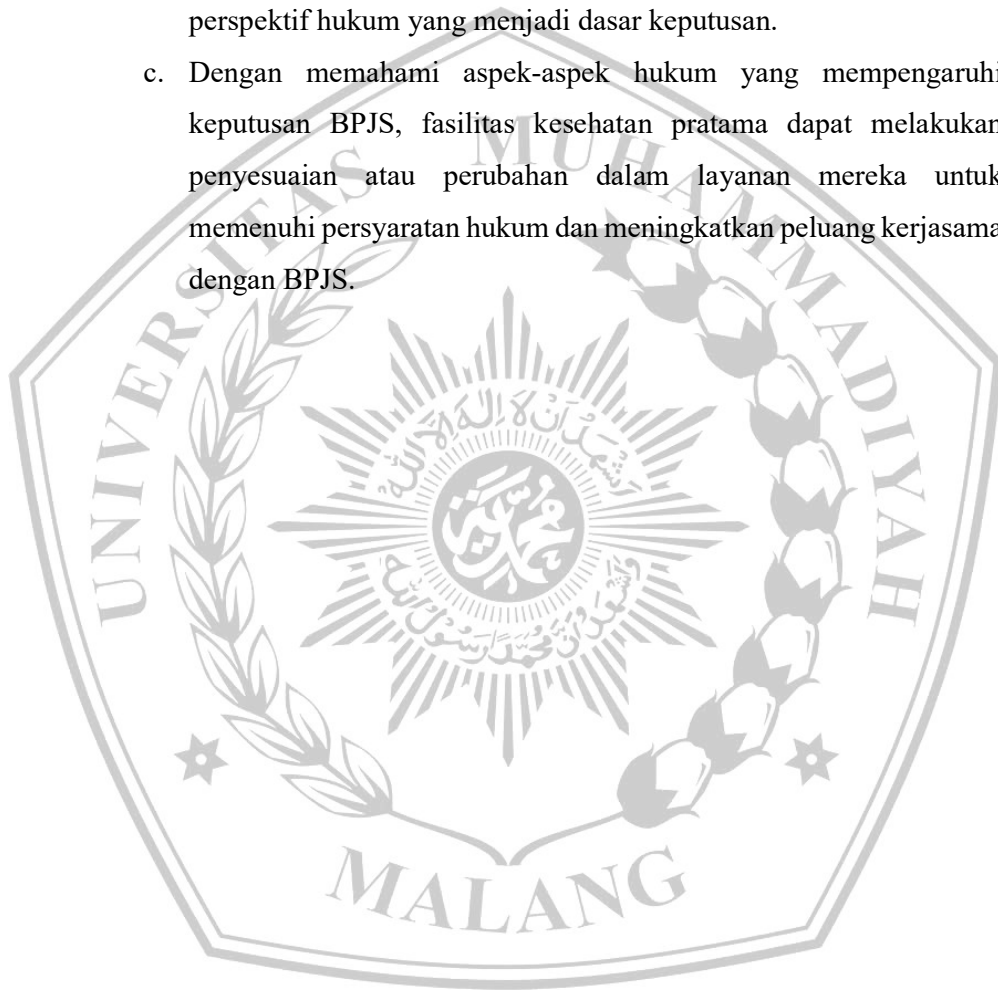 perspektif hukum yang menjadi dasar keputusan.
c. Dengan memahami aspek-aspek hukum yang mempengaruhi
keputusan BPJS, fasilitas kesehatan pratama dapat melakukan
penyesuaian atau perubahan dalam layanan mereka untuk
memenuhi persyaratan hukum dan meningkatkan peluang kerjasama
dengan BPJS.
UNIVERSITAS MUHAMMADIYAH
MALANG